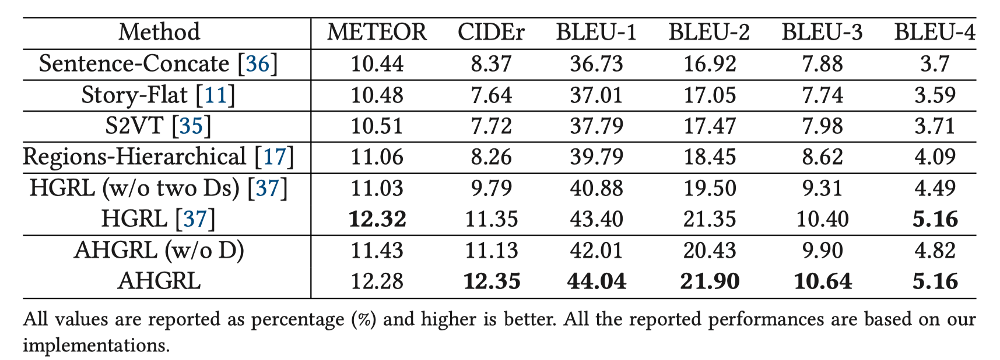 Method METEOR CIDEr BLEU-1 BLEU-2 BLEU-3 BLEU-4
Sentence-Concate [36] 10.44 8.37 36.73 16.92 7.88 3.7
Story-Flat [11] 10.48 7.64 37.01 17.05 7.74 3.59
S2VT [35] 10.51 7.72 37.79 17.47 7.98 3.71
Regions-Hierarchical [17] 11.06 8.26 39.79 18.45 8.62 4.09
HGRL (w/o two Ds) [37] 11.03 9.79 40.88 19.50 9.31 4.49
HGRL [37] 12.32 11.35 43.40 21.35 10.40 5.16
AHGRL (w/o D) 11.43 11.13 42.01 20.43 9.90 4.82
AHGRL 12.28 12.35 44.04 21.90 10.64 5.16
All values are reported as percentage (%) and higher is better. All the reported performances are based on our
implementations.